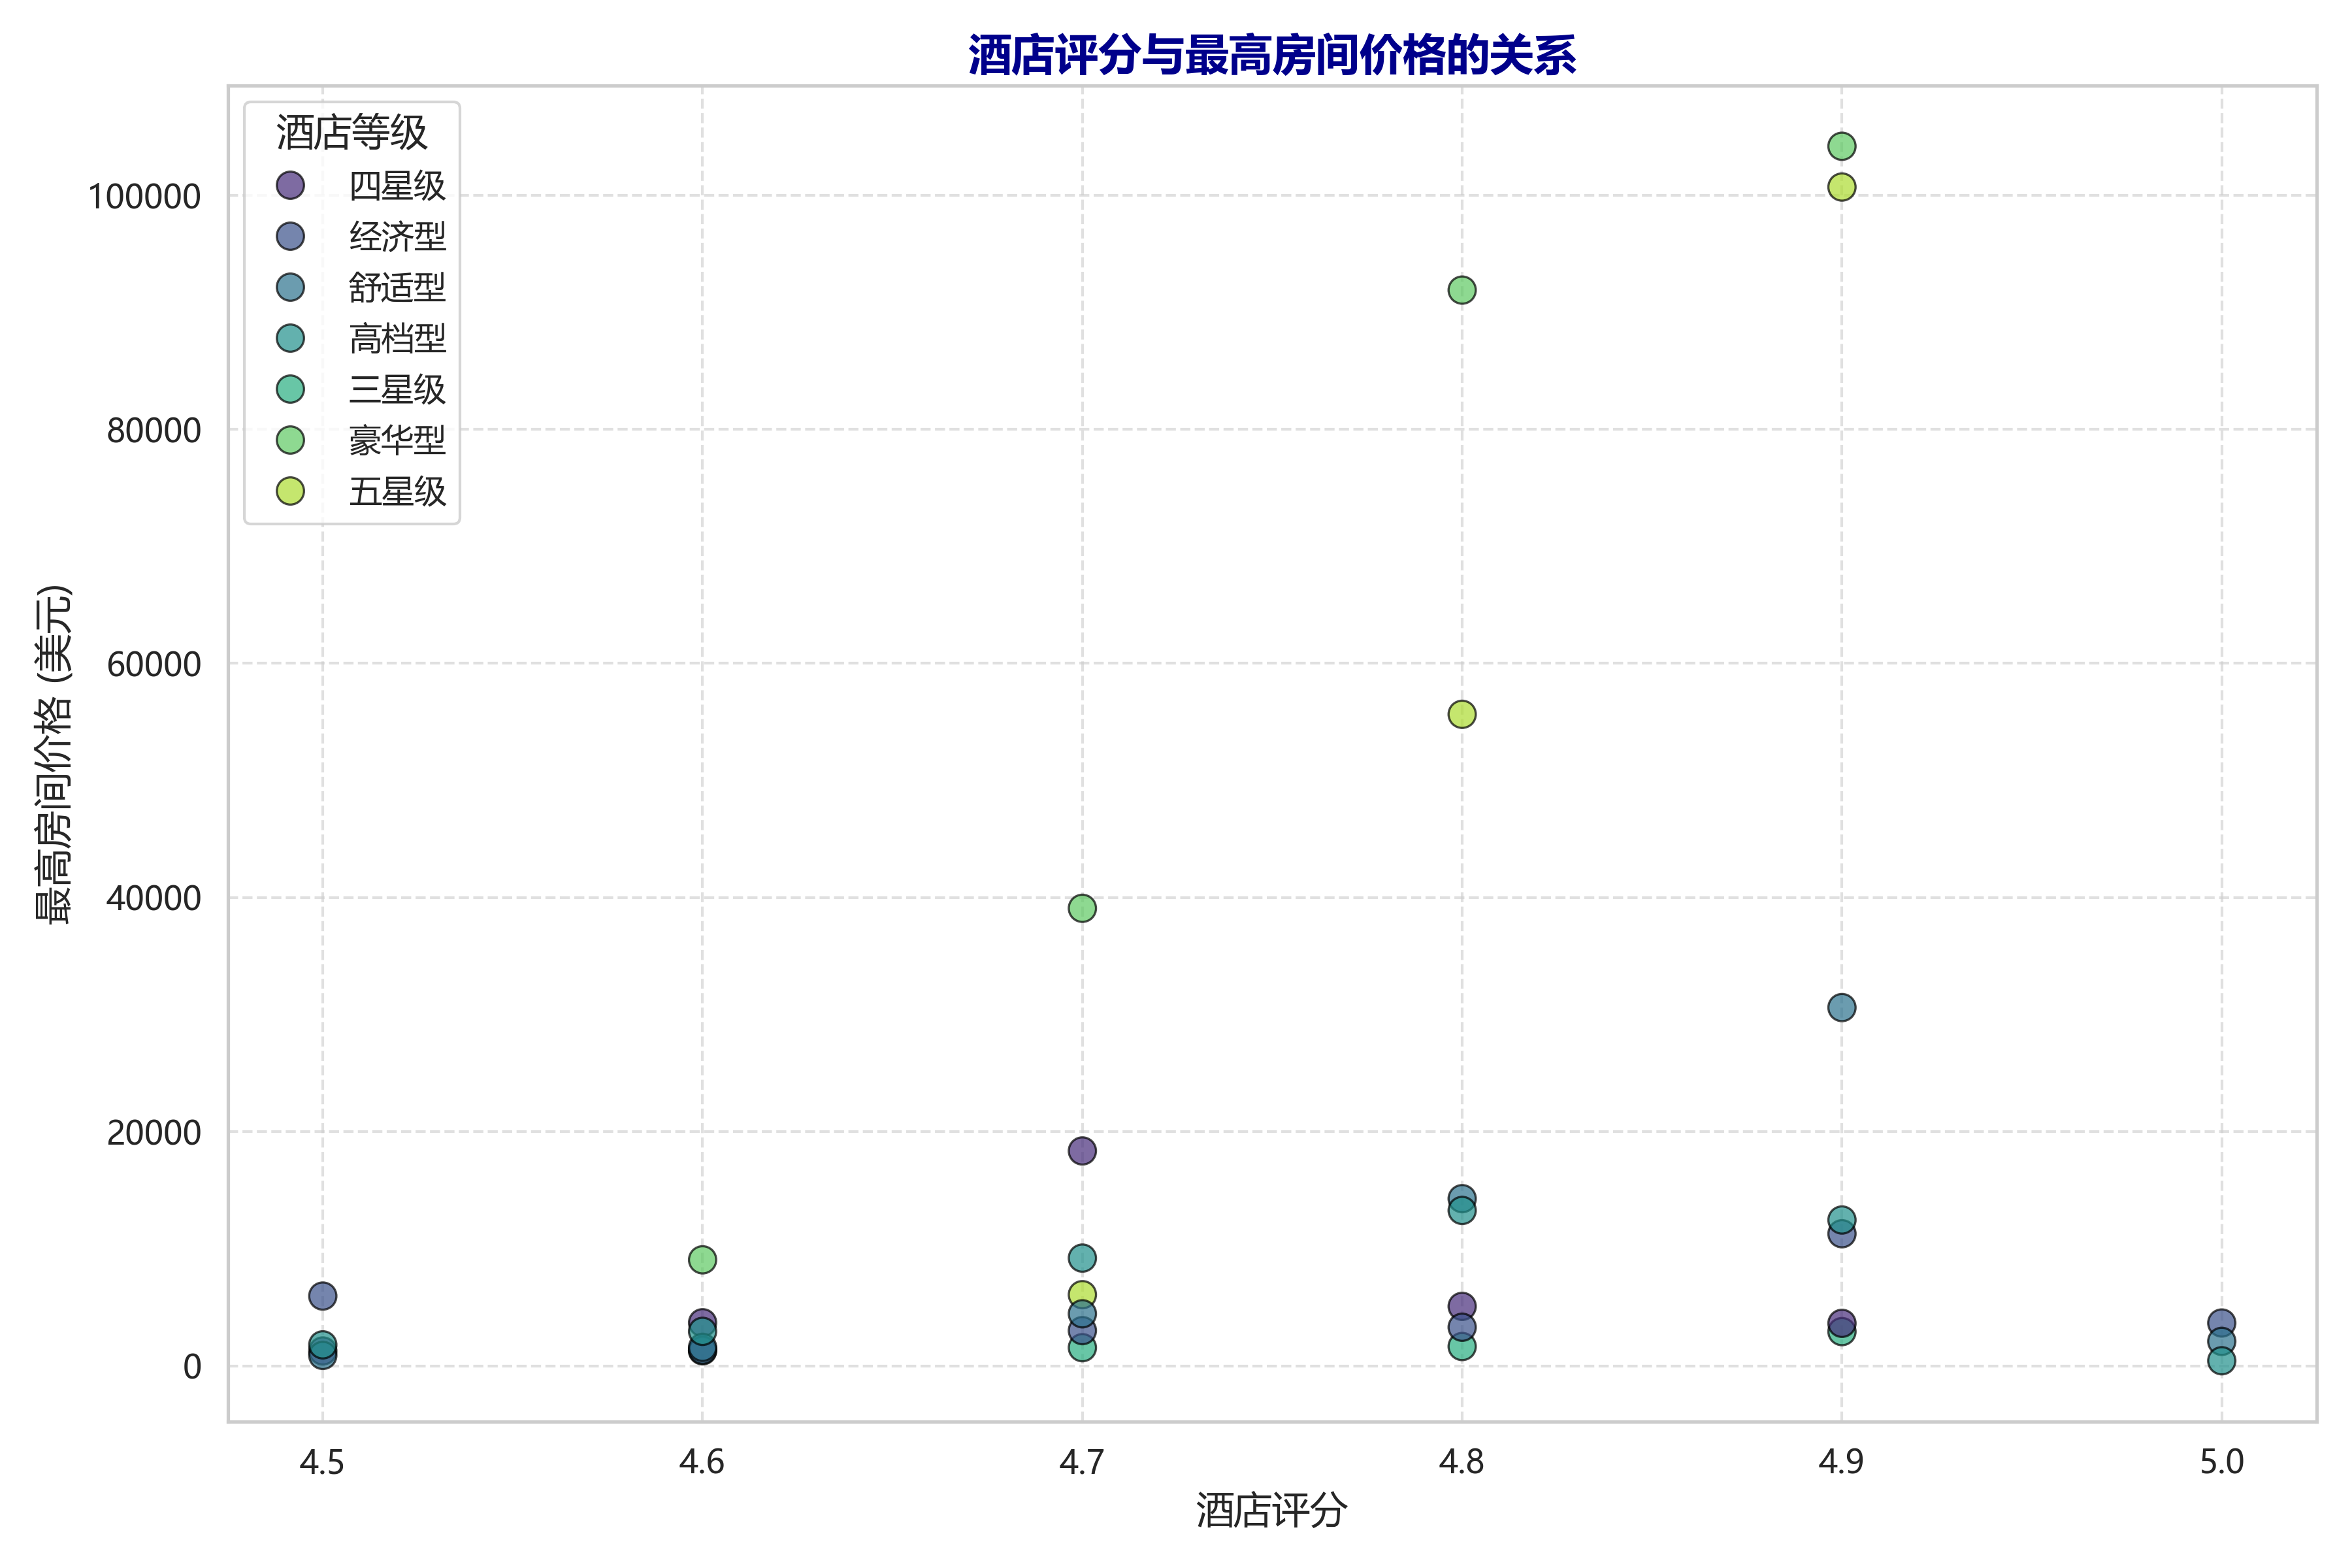 酒店评分与最高房间价格的关系
酒店等级
四星级
经济型
舒适型
高档型
三星级
豪华型
五星级
最高房间价格 (美元)
100000
80000
60000
40000
20000
0
4.5
4.6
4.7
4.8
4.9
5.0
酒店评分